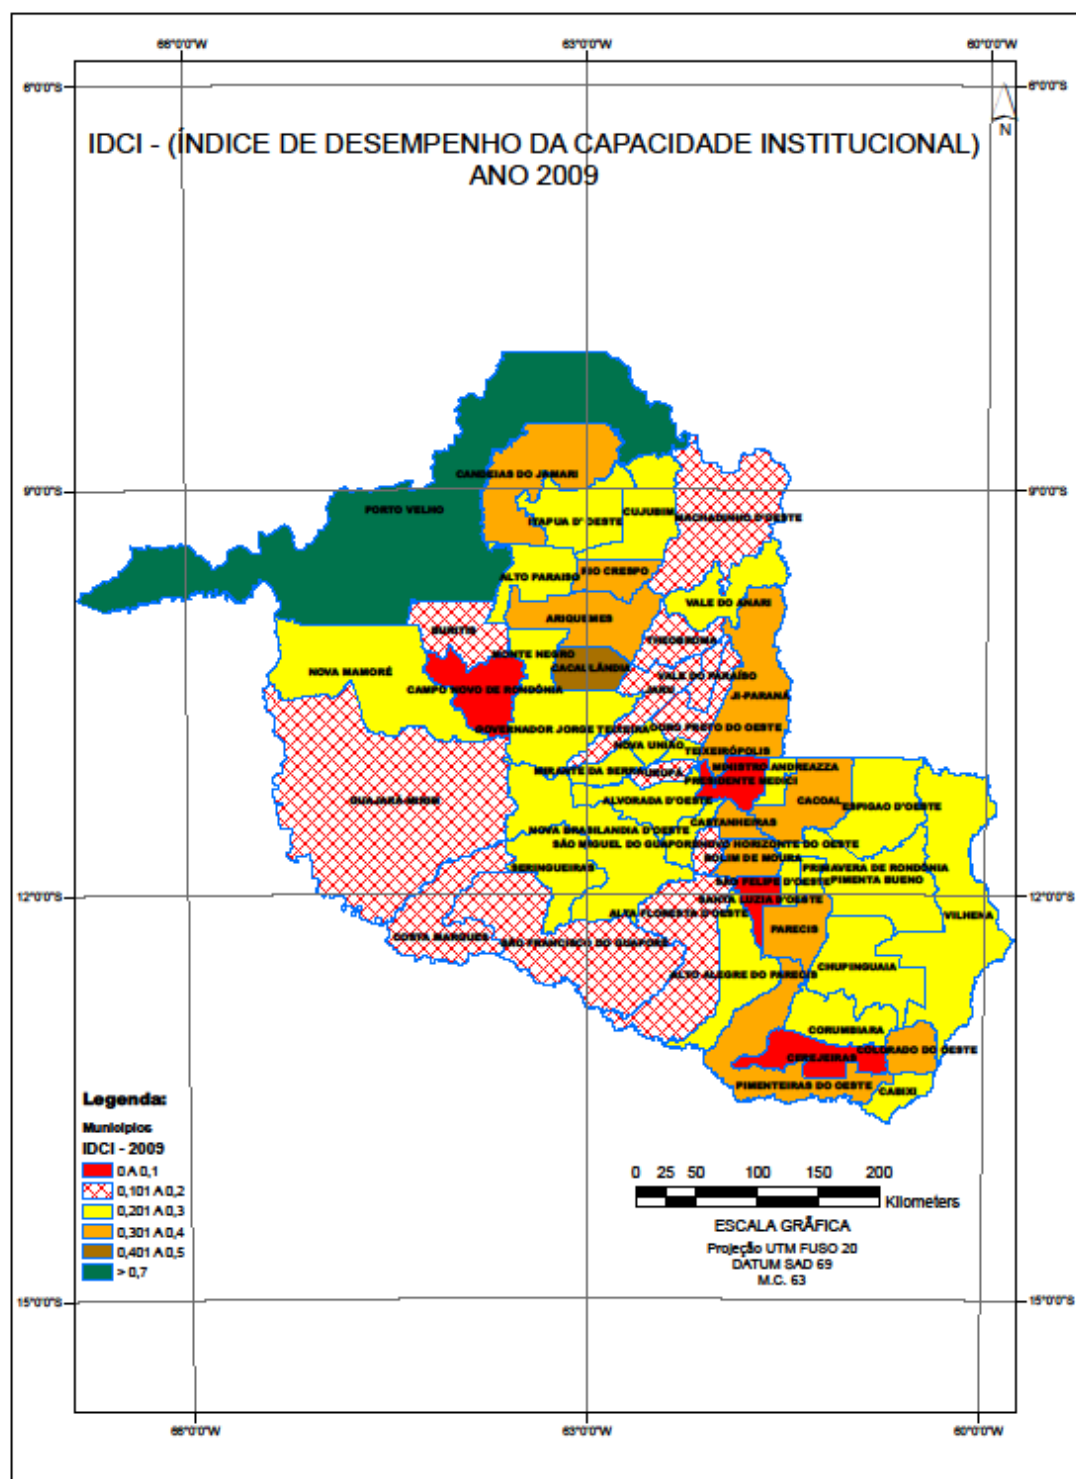 66°0'0"W 63°0'0"W 60°0'0"W
6°0'0"S 6°0'0"S
N
IDCI - (ÍNDICE DE DESEMPENHO DA CAPACIDADE INSTITUCIONAL)
ANO 2009
CANDEIAS DO JAMARI
9°0'0"S 9°0'0"S
PORTO VELHO
CUJUBIM
MACHADINHO D'OESTE
ITAPUA D' OESTE
RIO CRESPO
ALTO PARAISO
VALE DO ANARI
ARIQUEMES
BURITIS
THEOBROMA
MONTE NEGRO
CACAULÂNDIA
NOVA MAMORÉ
VALE DO PARAÍSO
CAMPO NOVO DE RONDÔNIA
JARU
JI-PARANÁ
GOVERNADOR JORGE TEIXEIRA
OURO PRETO DO OESTE
NOVA UNIÃO
TEIXEIRÓPOLIS
MIRANTE DA SERRA
URUPÁ
MINISTRO ANDREAZZA
PRESIDENTE MEDICI
GUAJARÁ-MIRIM
ALVORADA D'OESTE
CACOAL
ESPIGAO D'OESTE
CASTANHEIRAS
NOVA BRASILANDIA D'OESTE
SÃO MIGUEL DO GUAPORÉ
NOVO HORIZONTE DO OESTE
ROLIM DE MOURA
SERINGUEIRAS
PRIMAVERA DE RONDÔNIA
SÃO FELIPE D'OESTE
PIMENTA BUENO
12°0'0"S 12°0'0"S
SANTA LUZIA D'OESTE
ALTA FLORESTA D'OESTE
VILHENA
PARECIS
COSTA MARQUES
SÃO FRANCISCO DO GUAPORÉ
CHUPINGUAIA
ALTO ALEGRE DO PARECIS
CORUMBIARA
COLORADO DO OESTE
CEREJEIRAS
PIMENTEIRAS DO OESTE
CABIXI
Legenda:
Municípios
IDCI - 2009
0 A 0,1
0,101 A 0,2
0,201 A 0,3
0,301 A 0,4
0,401 A 0,5
> 0,7
0 25 50 100 150 200
Kilometers
ESCALA GRÁFICA
Projeção UTM FUSO 20
DATUM SAD 69
M.C. 63
15°0'0"S 15°0'0"S
66°0'0"W 63°0'0"W 60°0'0"W